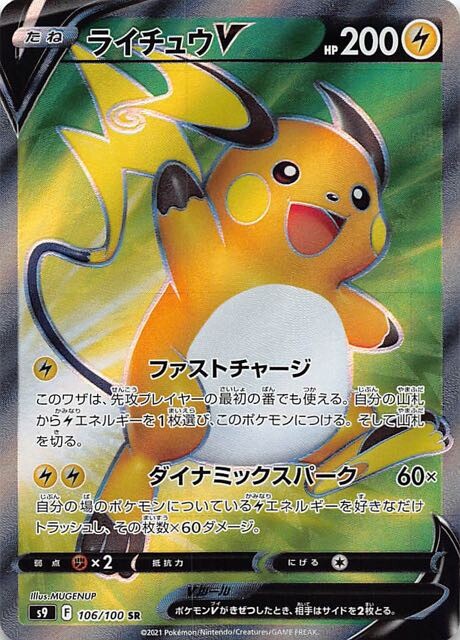 たね ライチュウV HP 200
ファストチャージ
このワザは、先攻プレイヤーの最初の番でも使える。自分の山札
からエネルギーを1枚選び、このポケモンにつける。そして山札
を切る。
ダイナミックスパーク 60×
自分の場のポケモンについているエネルギーを好きなだけ
トラッシュし、その枚数×60ダメージ。
弱点 ×2 抵抗力 にげる
Illus.MUGENUP
Vルール
s9 F 106/100 SR ポケモンVがきぜつしたとき、相手はサイドを2枚とる。
©2021 Pokémon/Nintendo/Creatures/GAME FREAK.